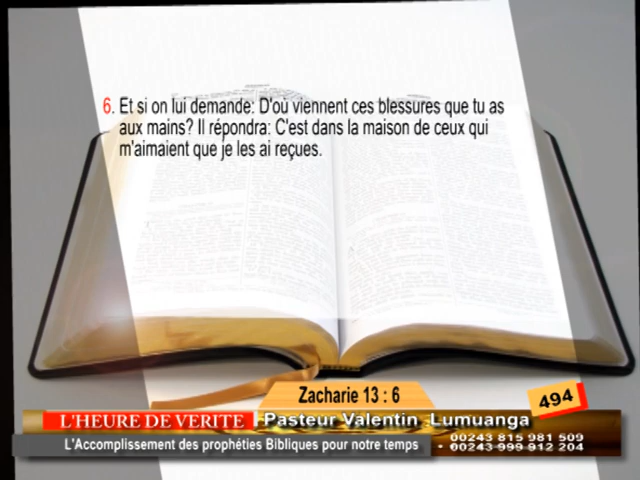 6. Et si on lui demande: D'où viennent ces blessures que tu as
aux mains? Il répondra: C'est dans la maison de ceux qui
m'aimaient que je les ai reçues.
Zacharie 13 : 6
494
L'HEURE DE VERITE
Pasteur Valentin Lumuanga
L'Accomplissement des prophéties Bibliques pour notre temps
00243 815 981 509
- 00243 999 912 204